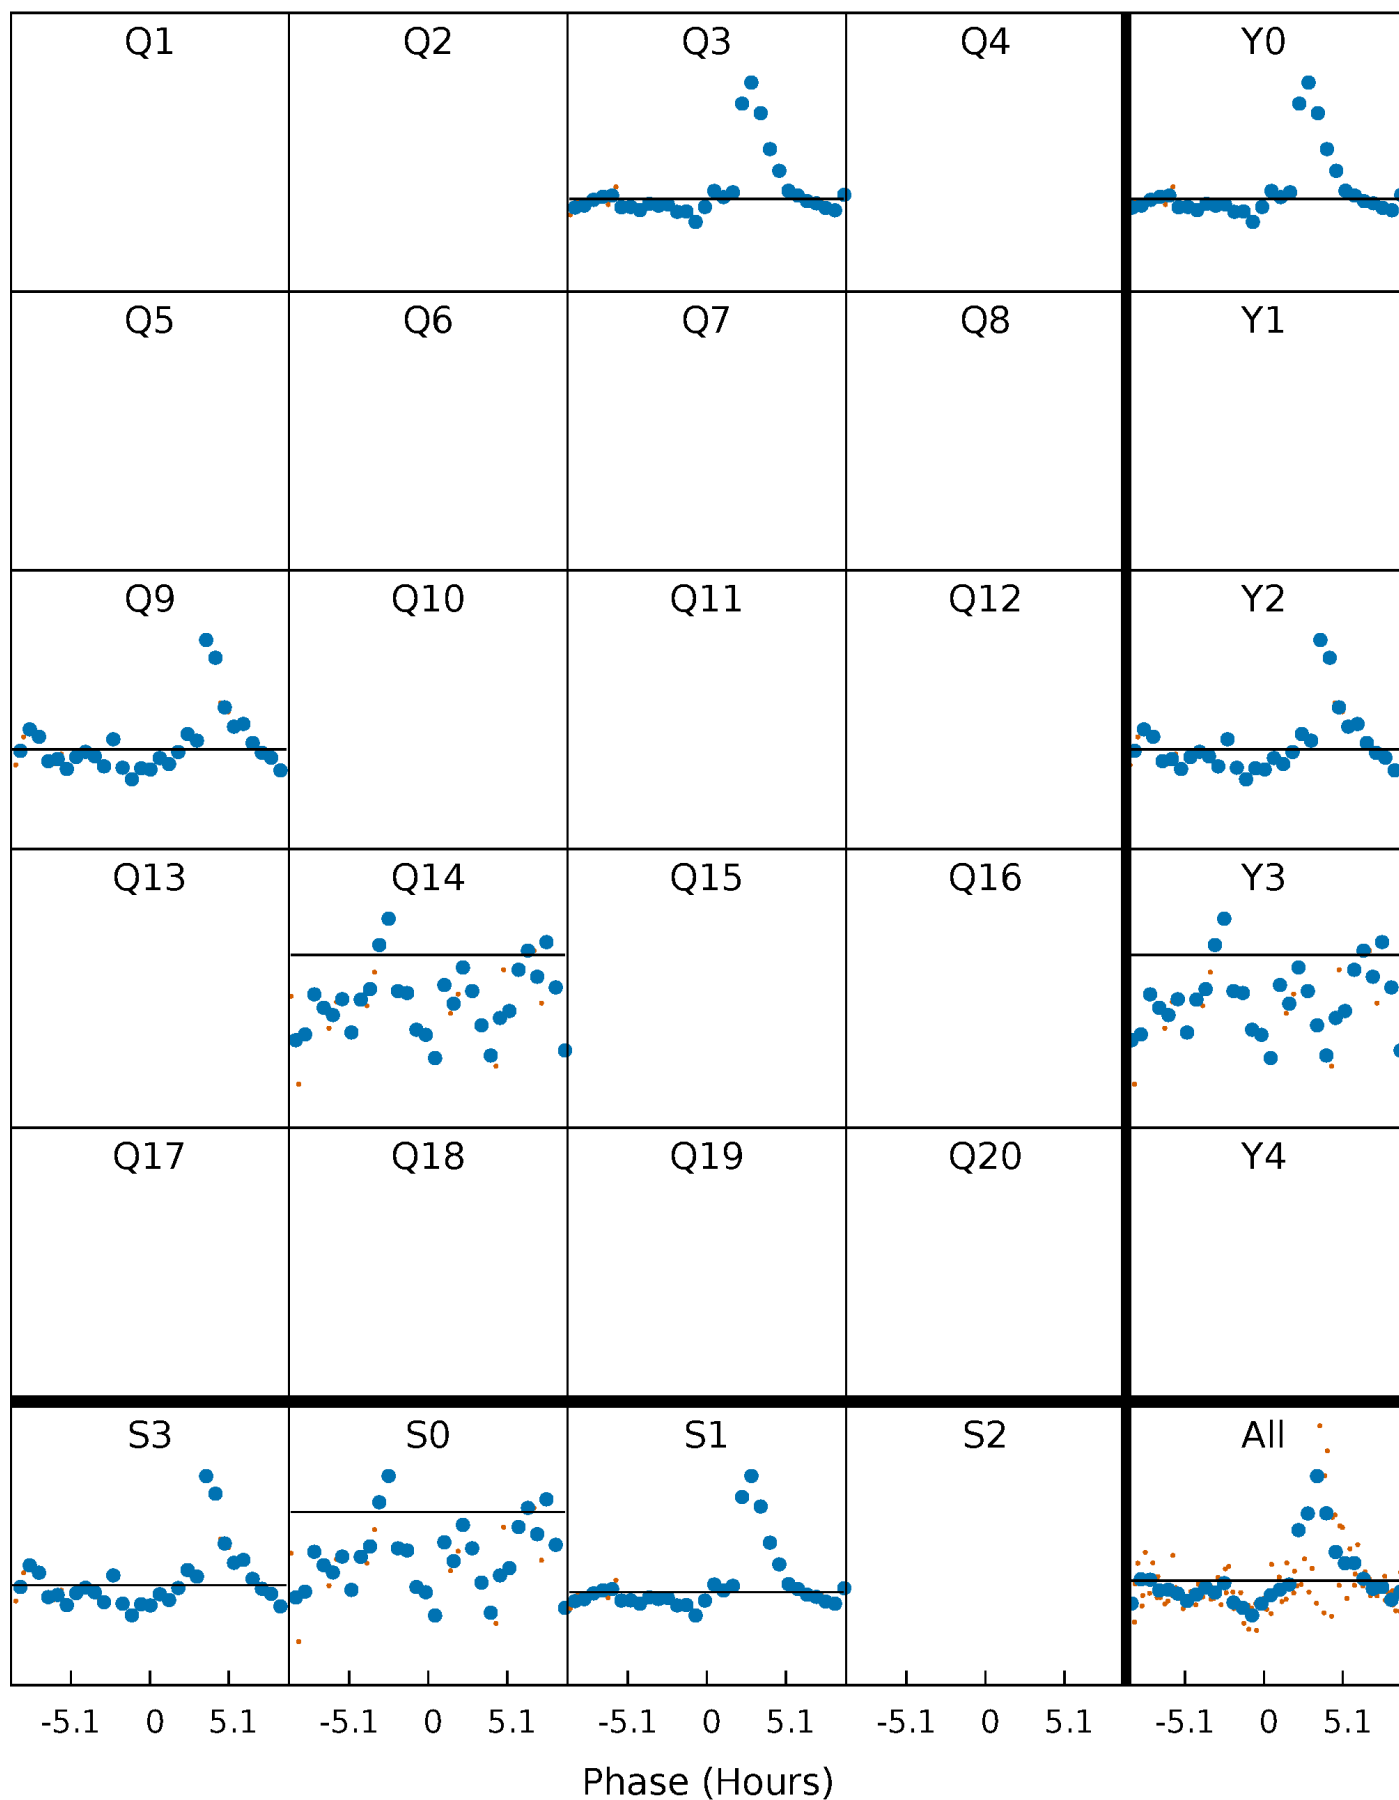 Q1 Q2 Q3 Q4 Y0
Q5 Q6 Q7 Q8 Y1
Q9 Q10 Q11 Q12 Y2
Q13 Q14 Q15 Q16 Y3
Q17 Q18 Q19 Q20 Y4
S3 S0 S1 S2 All
-5.1 0 5.1 -5.1 0 5.1 -5.1 0 5.1 -5.1 0 5.1 -5.1 0 5.1
Phase (Hours)